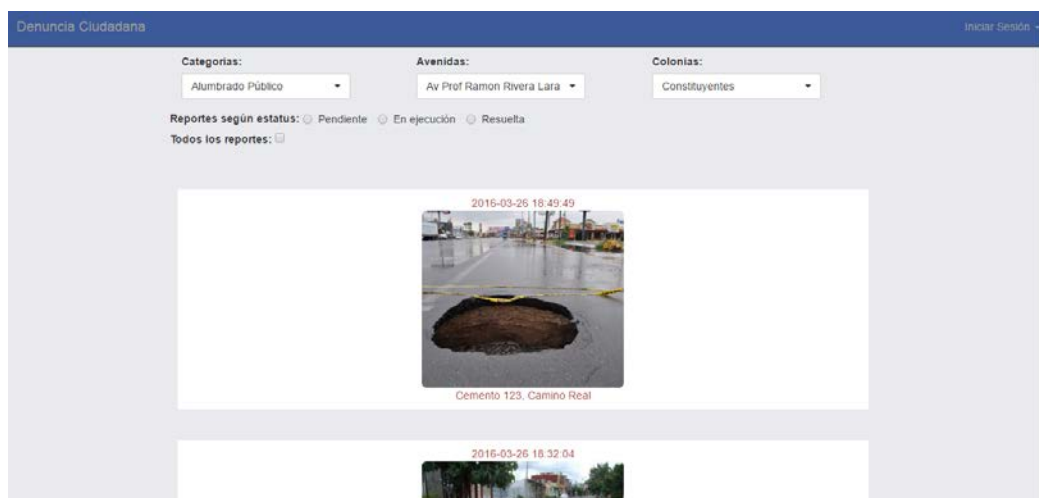 Denuncia Ciudadana
Iniciar Sesión
Categorias:
Avenidas:
Colonias:
Alumbrado Público
Av Prof Ramon Rivera Lara
Constituyentes
Reportes según estatus: Pendiente En ejecución Resuelta
Todos los reportes:
2016-03-26 18:49:49
Cemento 123, Camino Real
2016-03-26 18:32:04